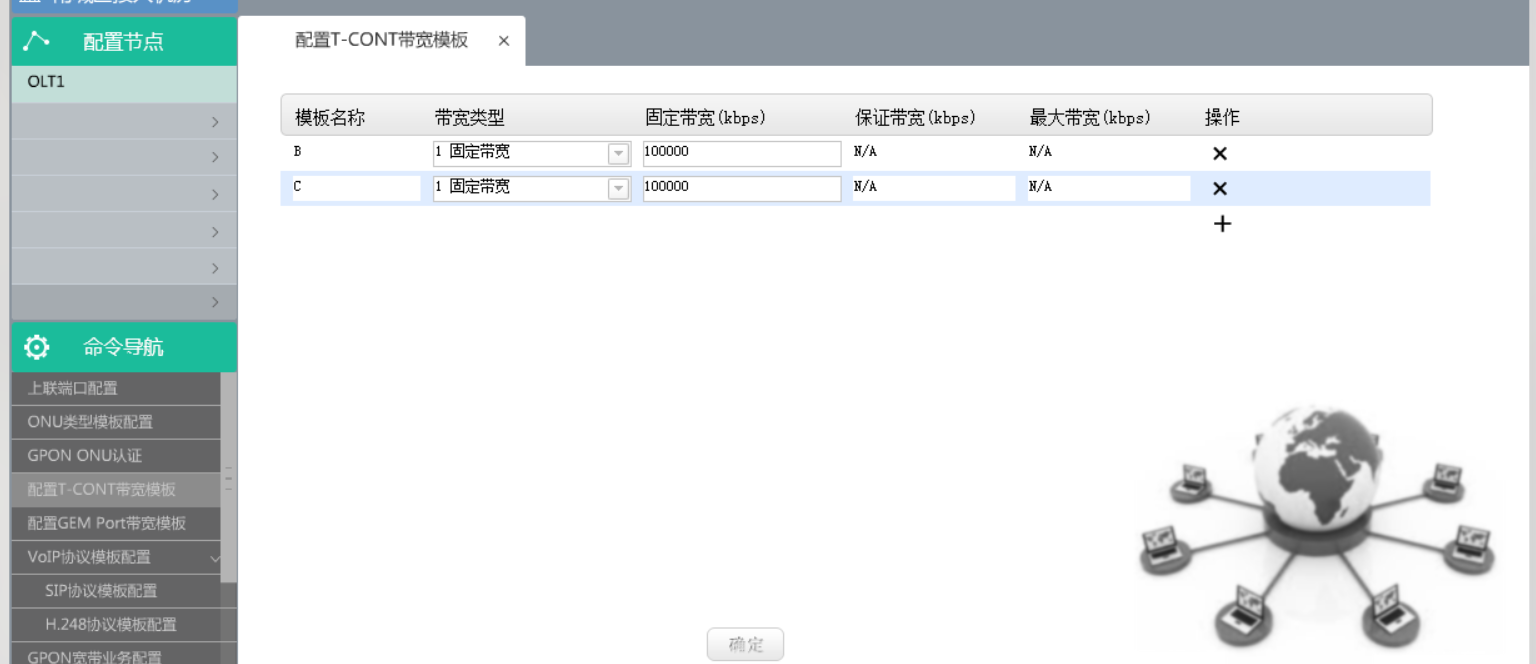 配置节点
配置T-CONT带宽模板 ×
OLT1
模板名称 带宽类型 固定带宽(kbps) 保证带宽(kbps) 最大带宽(kbps) 操作
B 1 固定带宽 100000 N/A N/A ×
C 1 固定带宽 100000 N/A N/A ×
+
命令导航
上联端口配置
ONU类型模板配置
GPON ONU认证
配置T-CONT带宽模板
配置GEM Port带宽模板
VoIP协议模板配置
SIP协议模板配置
H.248协议模板配置
GPON宽带业务配置
确定